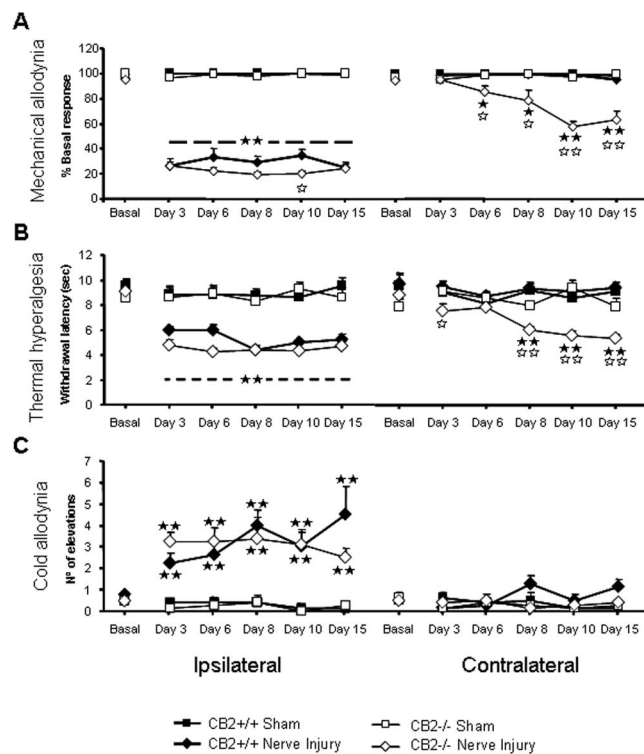 A
Mechanical allodynia
% Basal response
120
100
80
60
40
20
0
★★
☆
★
☆
★
☆
★★
☆☆
★★
☆☆
Basal Day 3 Day 6 Day 8 Day 10 Day 15 Basal Day 3 Day 6 Day 8 Day 10 Day 15
B
Thermal hyperalgesia
Withdrawal latency (sec)
12
10
8
6
4
2
0
★★
☆
★★
☆☆
★★
☆☆
★★
☆☆
Basal Day 3 Day 6 Day 8 Day 10 Day 15 Basal Day 3 Day 6 Day 8 Day 10 Day 15
C
Cold allodynia
Nº of elevations
7
6
5
4
3
2
1
0
★★ ★★ ★★ ★★ ★★
★★ ★★ ★★ ★★ ★★
Basal Day 3 Day 6 Day 8 Day 10 Day 15 Basal Day 3 Day 6 Day 8 Day 10 Day 15
Ipsilateral Contralateral
CB2+/+ Sham CB2-/- Sham
CB2+/+ Nerve Injury CB2-/- Nerve Injury